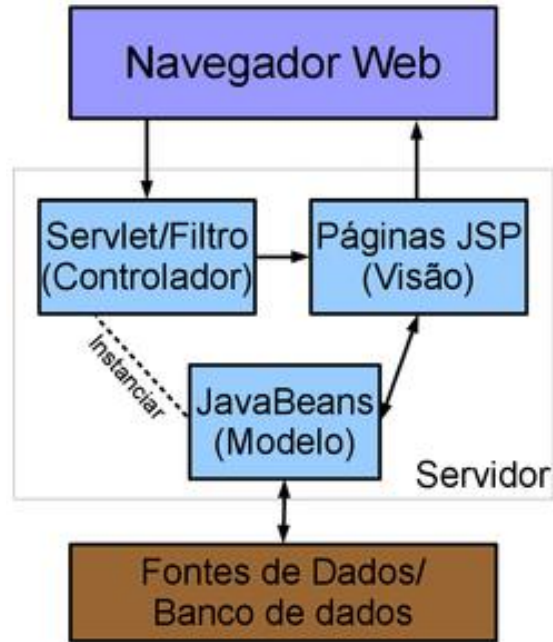 Navegador Web
Servlet/Filtro
(Controlador)
Páginas JSP
(Visão)
Instanciar
JavaBeans
(Modelo)
Servidor
Fontes de Dados/
Banco de dados